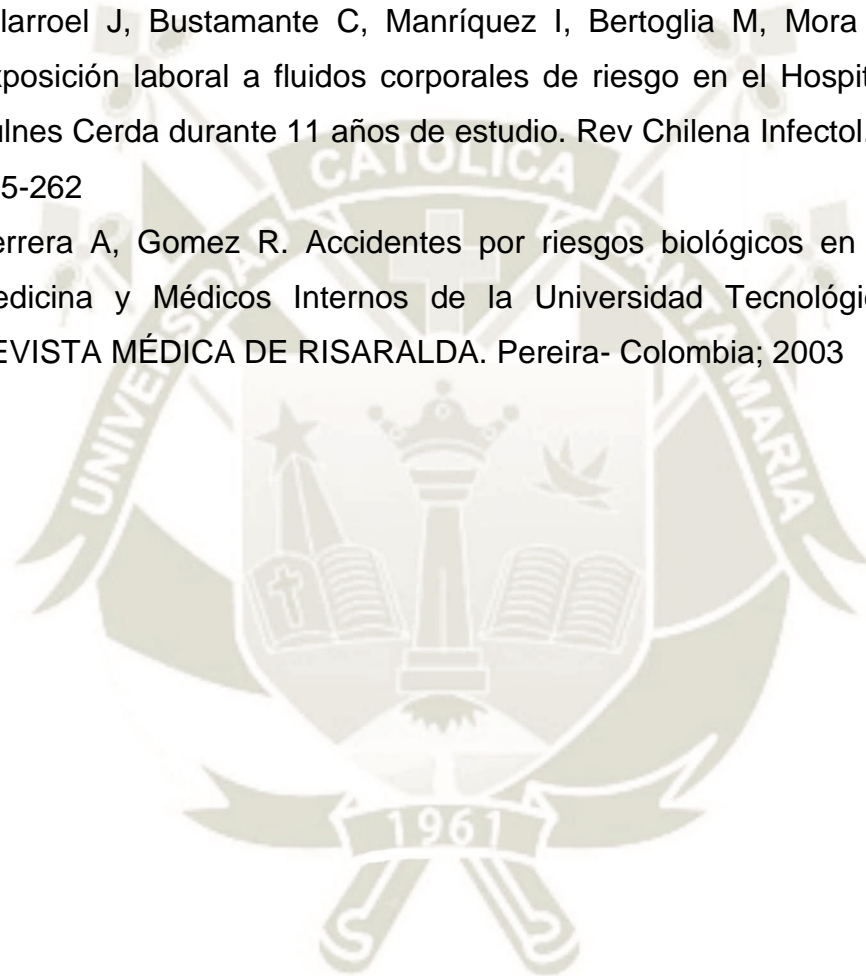 larroel J, Bustamante C, Manríquez I, Bertoglia M, Mora
xposición laboral a fluidos corporales de riesgo en el Hospit
ulnes Cerda durante 11 años de estudio. Rev Chilena Infectol.
5-262
errera A, Gomez R. Accidentes por riesgos biológicos en
edicina y Médicos Internos de la Universidad Tecnológic
EVISTA MÉDICA DE RISARALDA. Pereira- Colombia; 2003
UNIVERSIDAD CATÓLICA SANTA MARIA
1961